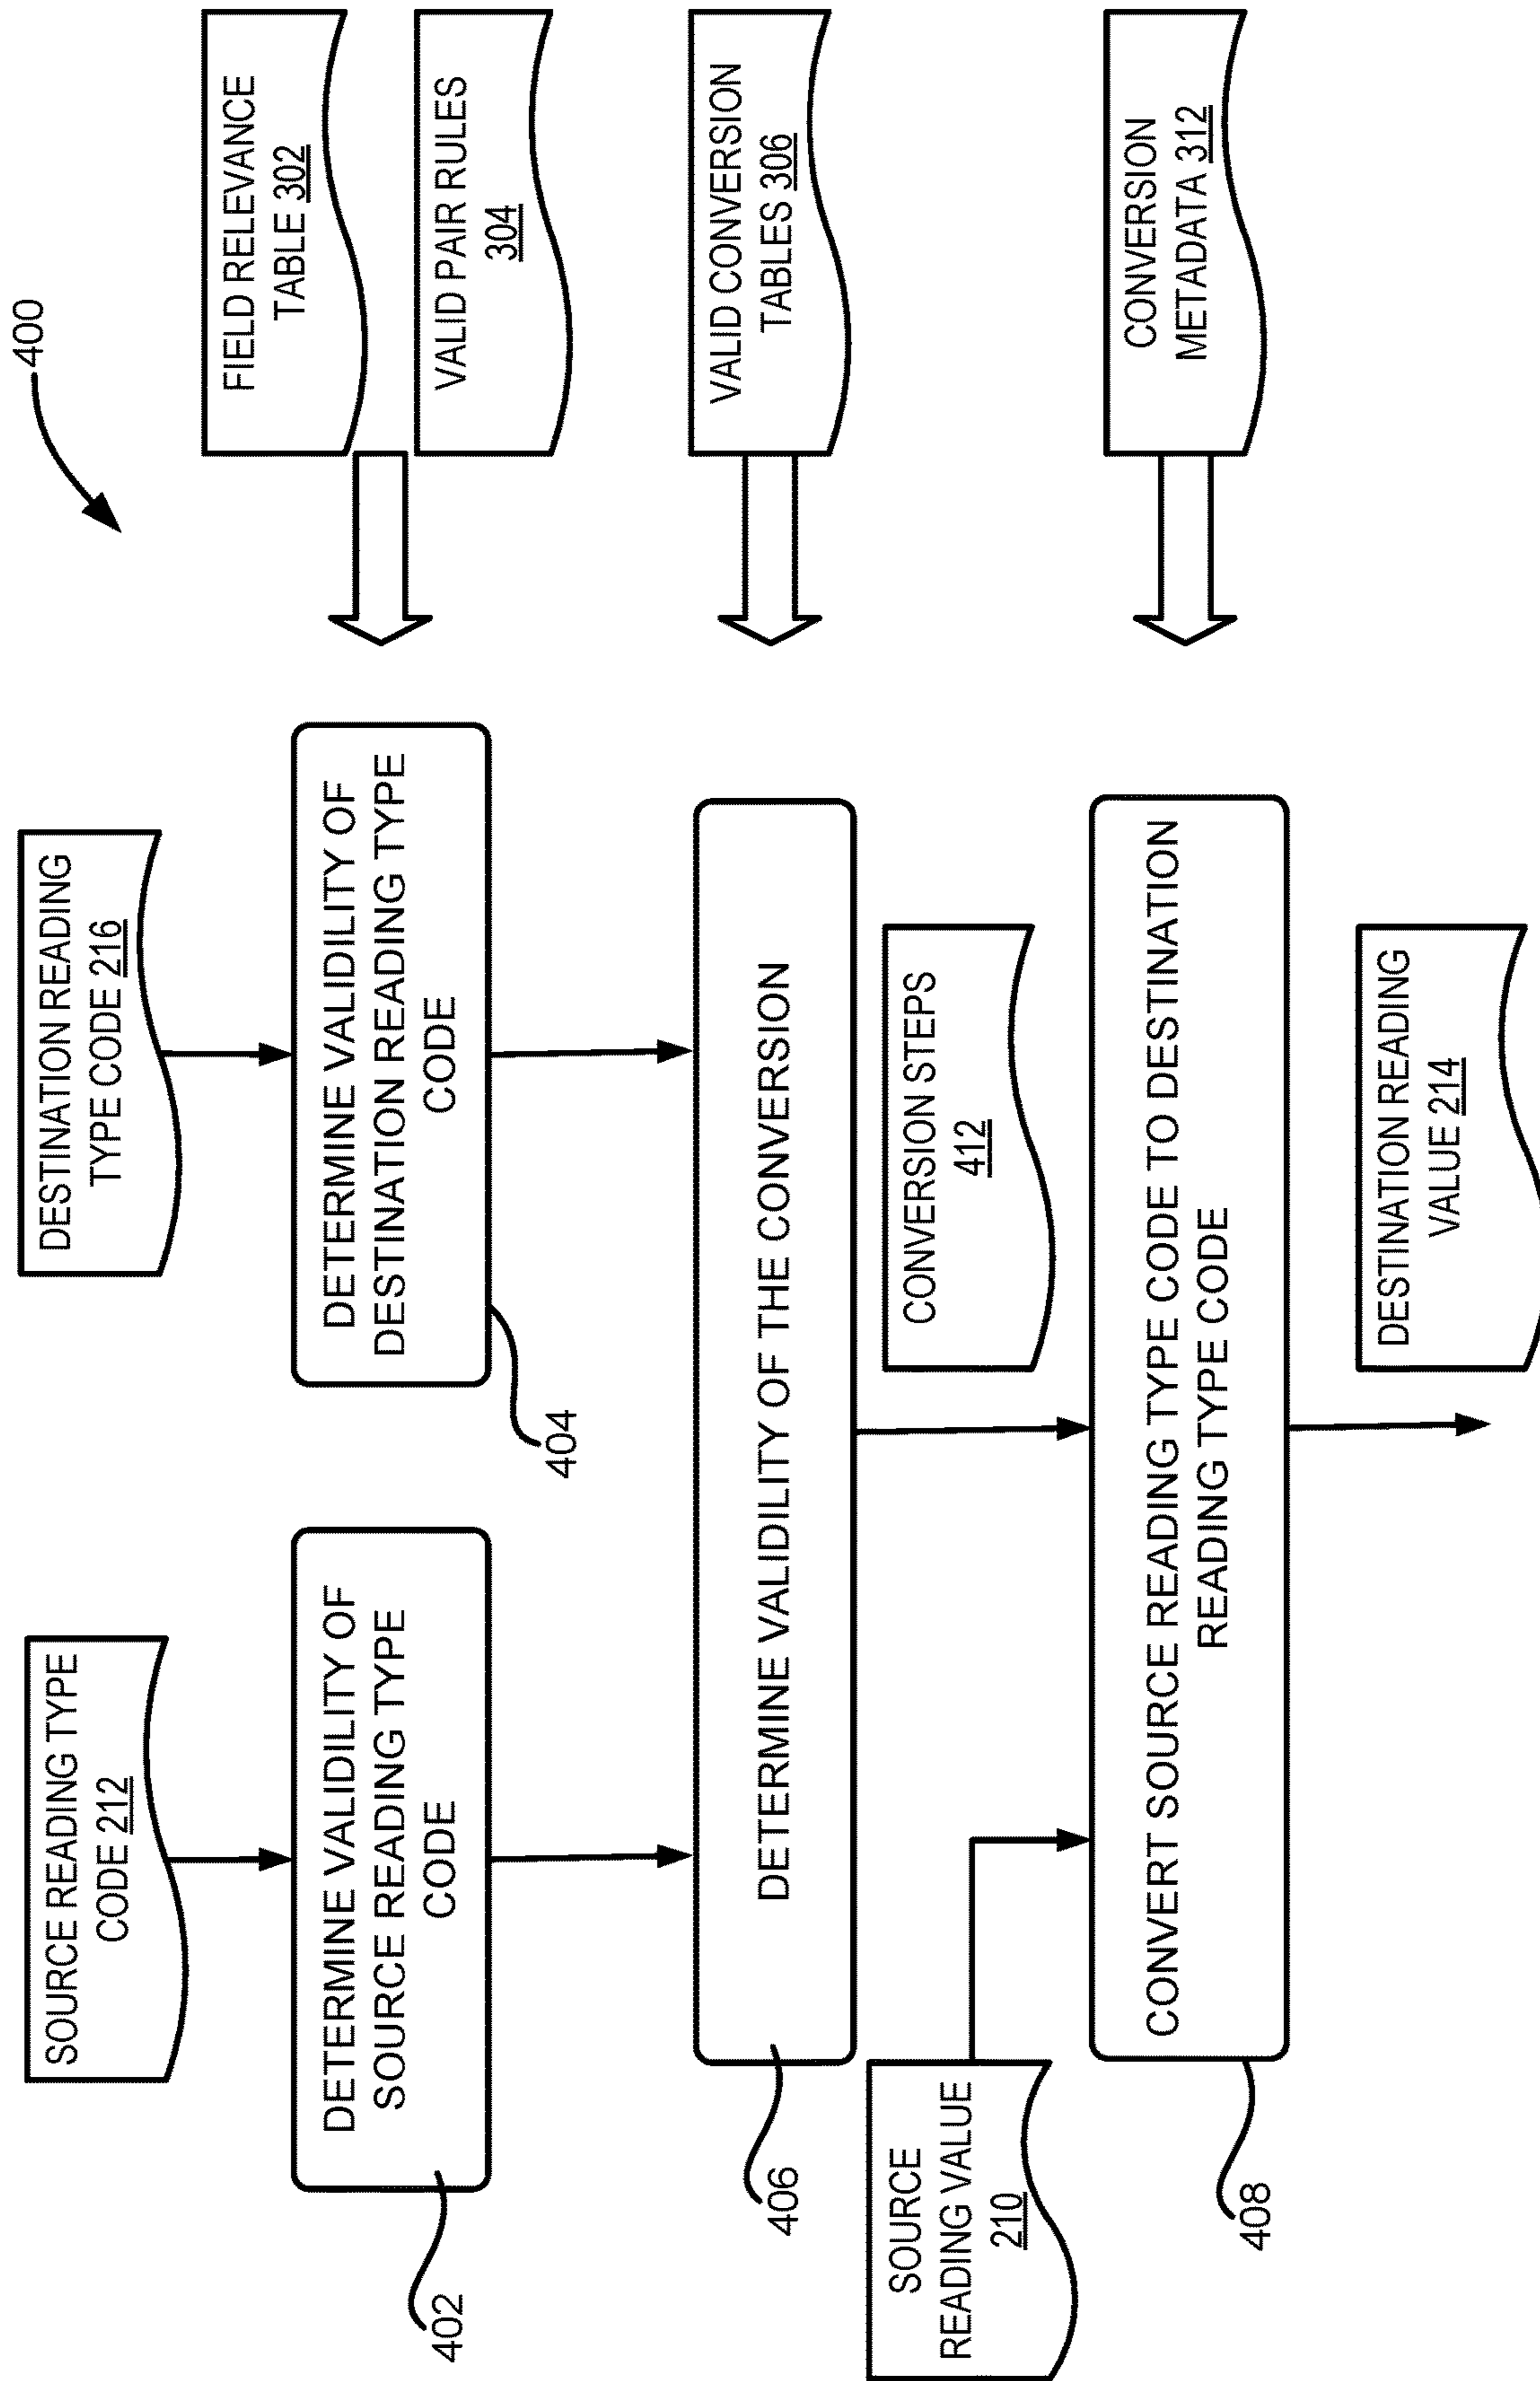 400
SOURCE READING TYPE
CODE 212
DESTINATION READING
TYPE CODE 216
FIELD RELEVANCE
TABLE 302
VALID PAIR RULES
304
DETERMINE VALIDITY OF
SOURCE READING TYPE
CODE
402
DETERMINE VALIDITY OF
DESTINATION READING TYPE
CODE
404
VALID CONVERSION
TABLES 306
DETERMINE VALIDILITY OF THE CONVERSION
406
SOURCE
READING VALUE
210
CONVERSION STEPS
412
CONVERSION
METADATA 312
CONVERT SOURCE READING TYPE CODE TO DESTINATION
READING TYPE CODE
408
DESTINATION READING
VALUE 214